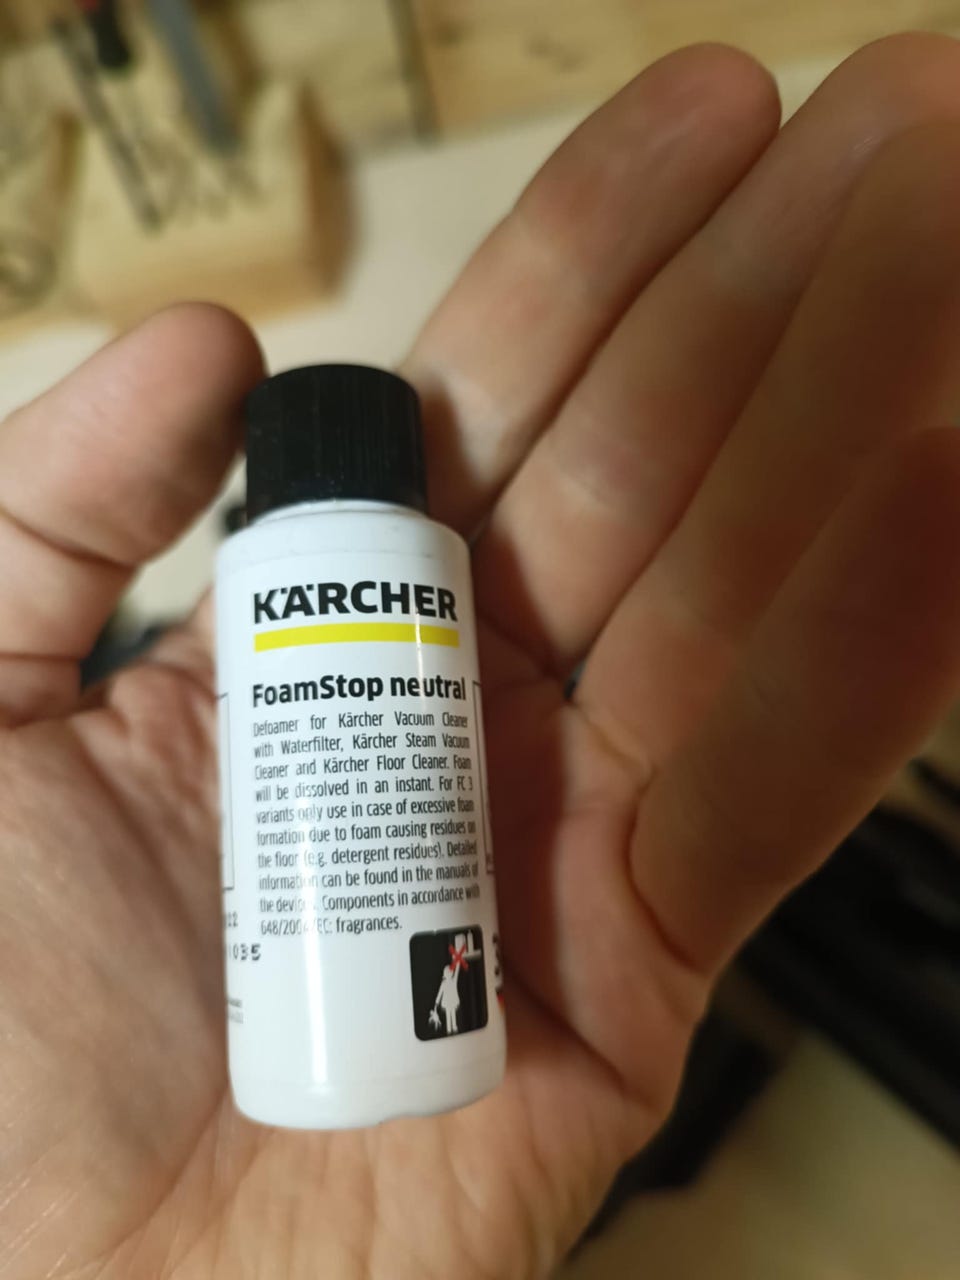 KÄRCHER
FoamStop neutral
Defoamer for Kärcher Vacuum Cleaner
with Waterfilter, Kärcher Steam Vacuum
Cleaner and Kärcher Floor Cleaner. Foam
will be dissolved in an instant. For FC 3
variants only use in case of excessive foam
formation due to foam causing residues on
the floor (e.g. detergent residues). Detailed
information can be found in the manuals of
the devices. Components in accordance with
648/2004/EC: fragrances.
22
1035